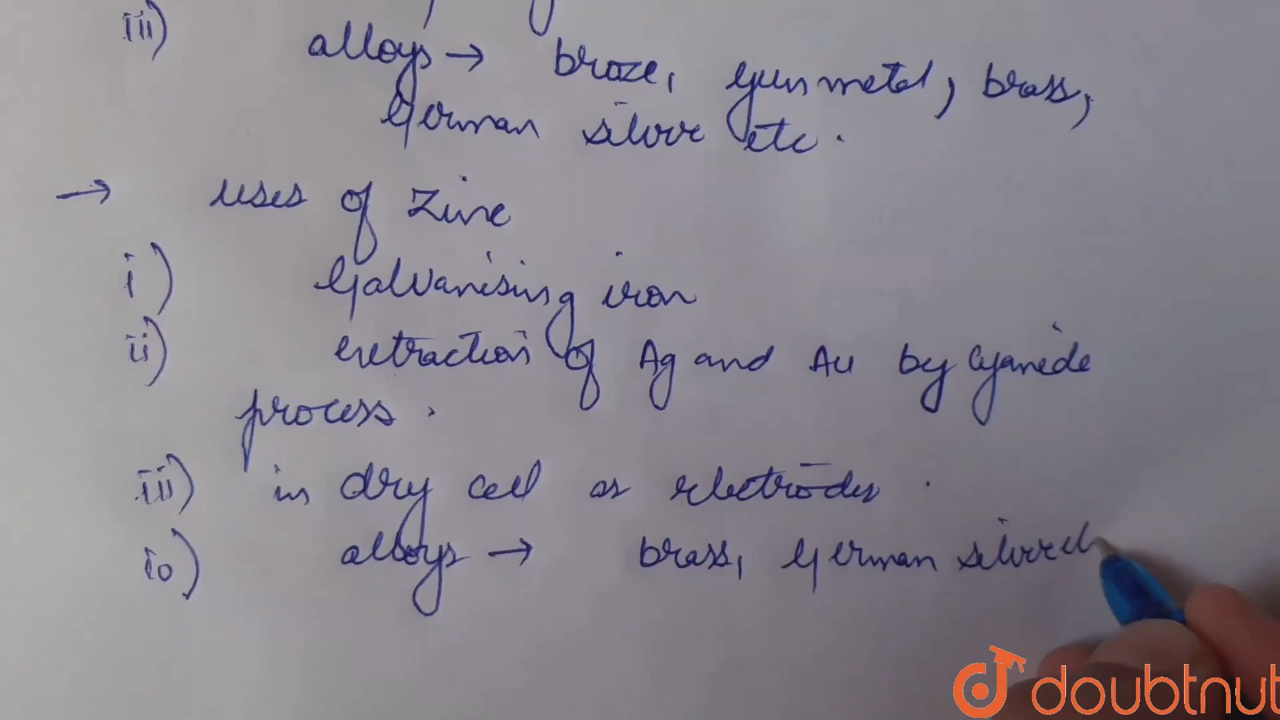 iii)
alloys → broze, Gun metal, brass,
German silver etc.
→ uses of Zinc
i) Galvanising iron
ii) extraction of Ag and Au by Cyanide
process.
iii) in dry cell as electrodes.
iv) alloys → brass, German silver
doubtnut